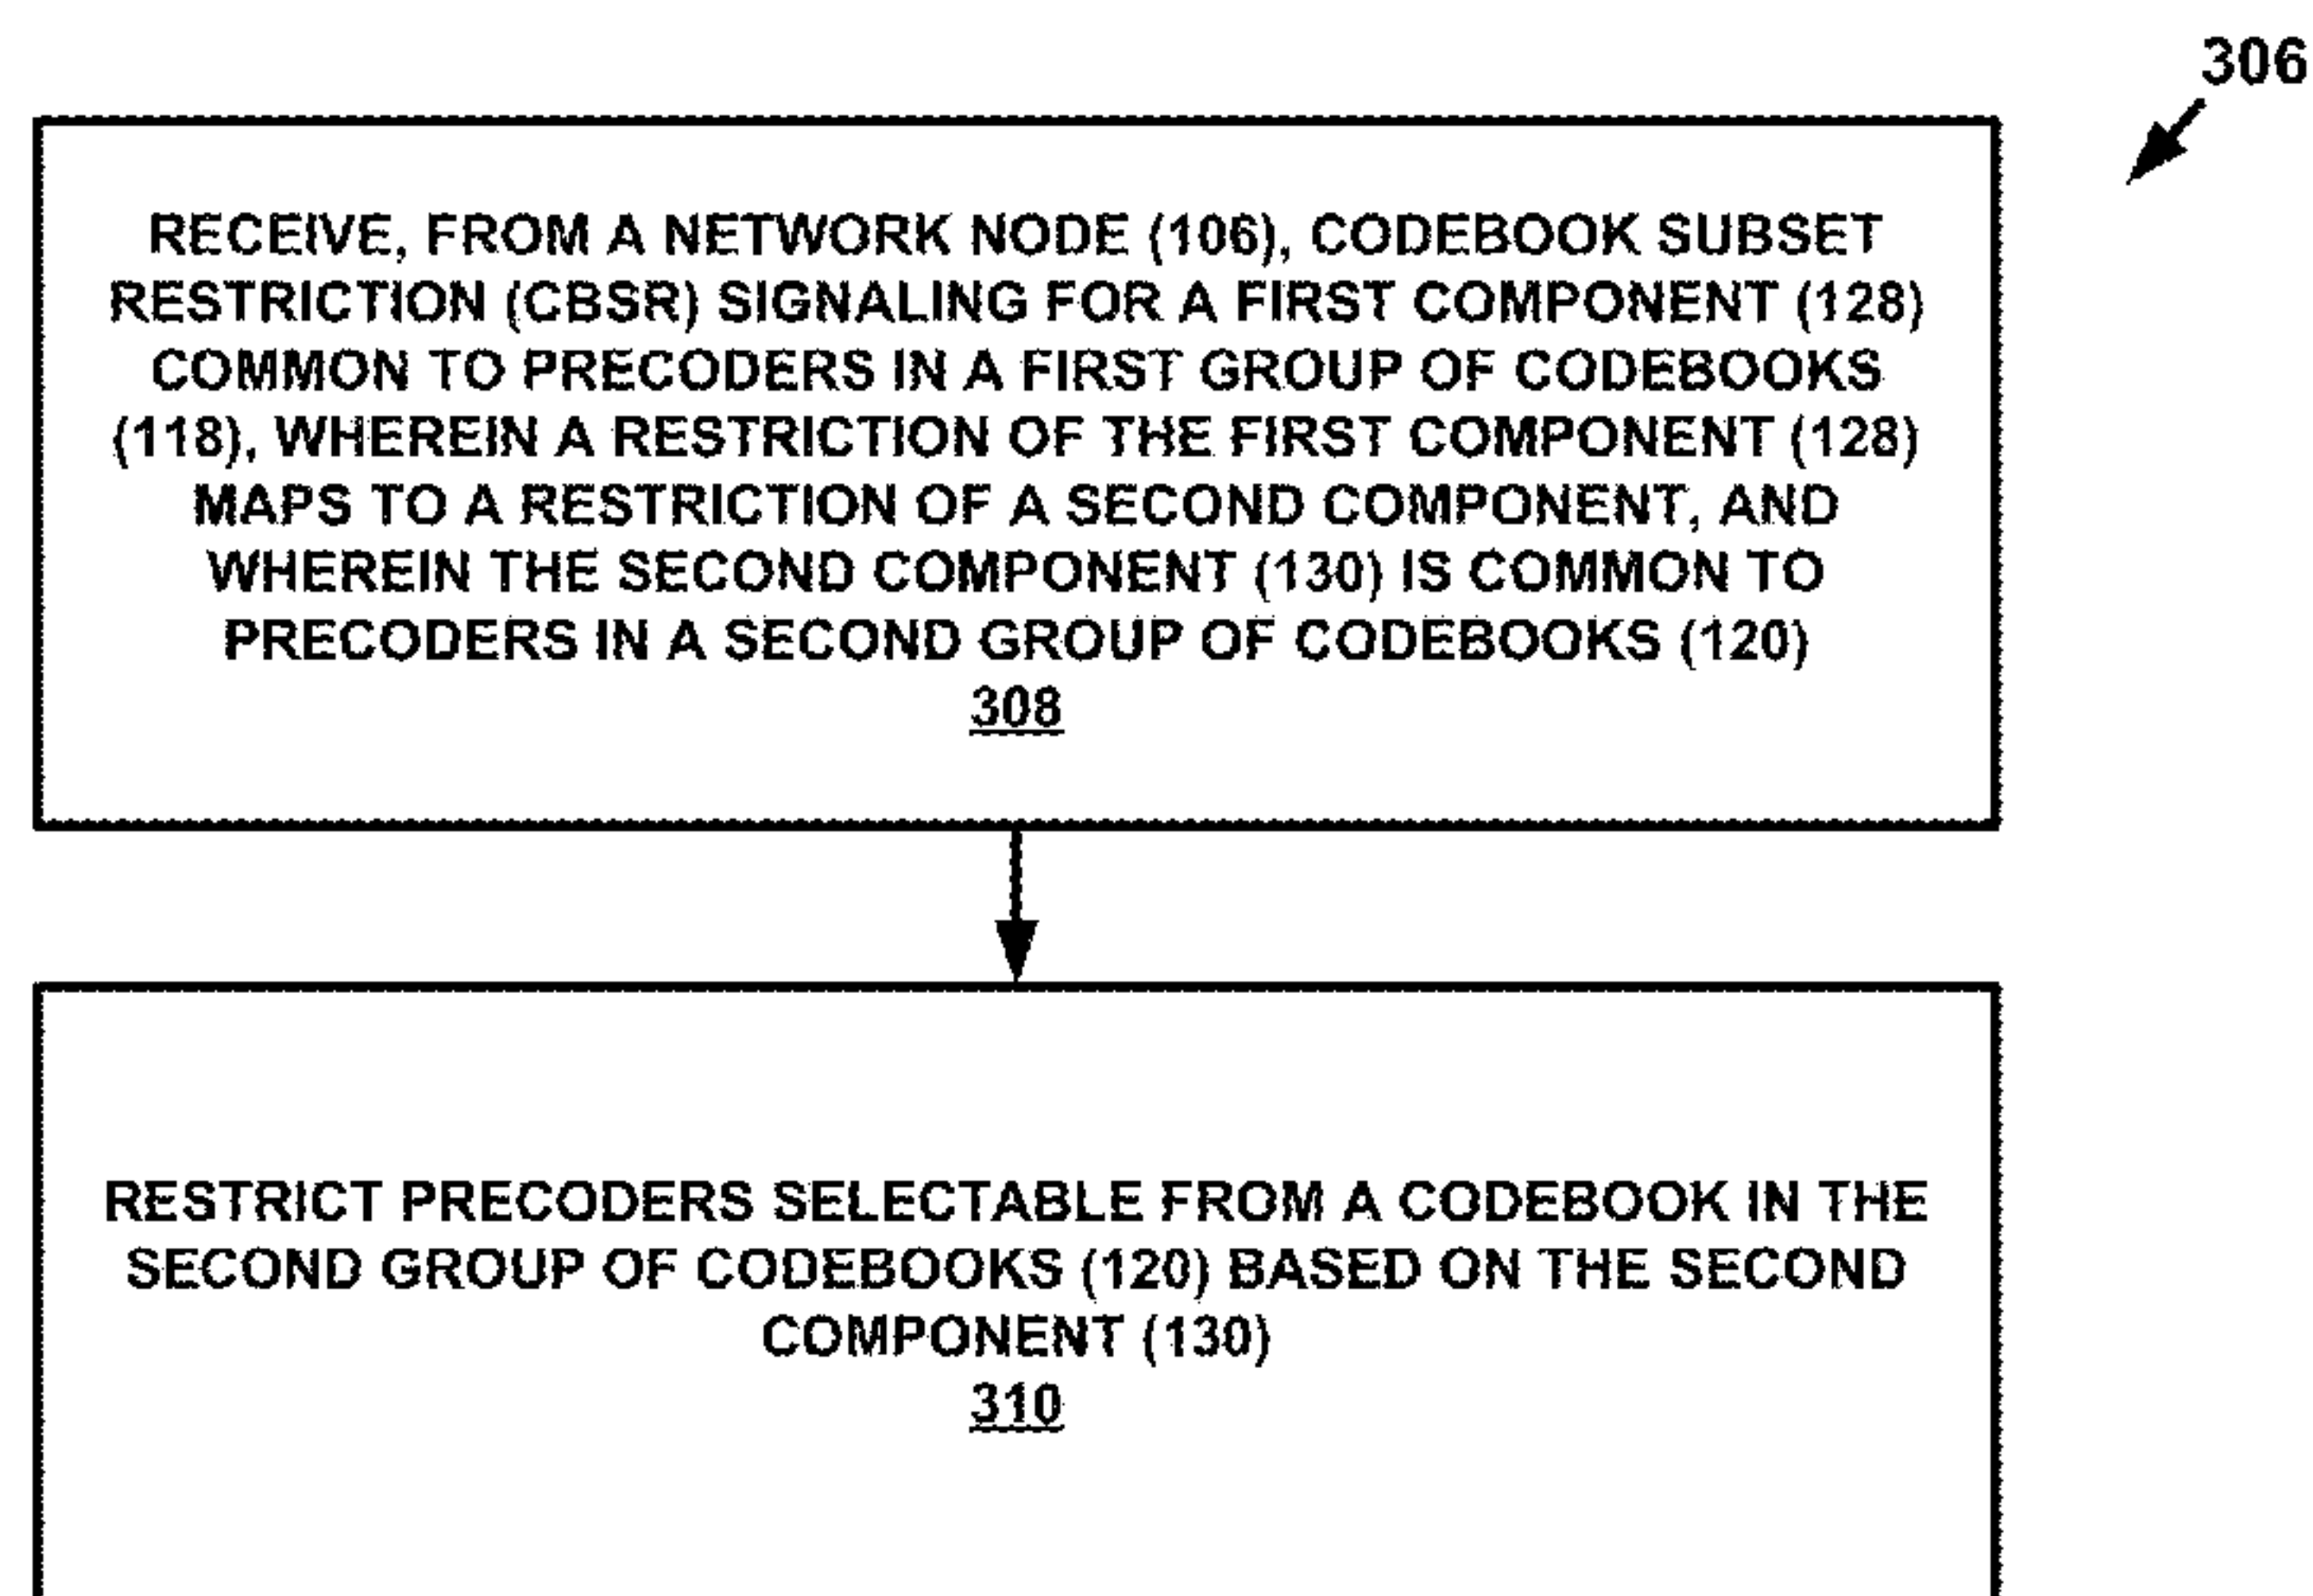 306
RECEIVE, FROM A NETWORK NODE (106), CODEBOOK SUBSET
RESTRICTION (CBSR) SIGNALING FOR A FIRST COMPONENT (128)
COMMON TO PRECODERS IN A FIRST GROUP OF CODEBOOKS
(118), WHEREIN A RESTRICTION OF THE FIRST COMPONENT (128)
MAPS TO A RESTRICTION OF A SECOND COMPONENT, AND
WHEREIN THE SECOND COMPONENT (130) IS COMMON TO
PRECODERS IN A SECOND GROUP OF CODEBOOKS (120)
308
RESTRICT PRECODERS SELECTABLE FROM A CODEBOOK IN THE
SECOND GROUP OF CODEBOOKS (120) BASED ON THE SECOND
COMPONENT (130)
310